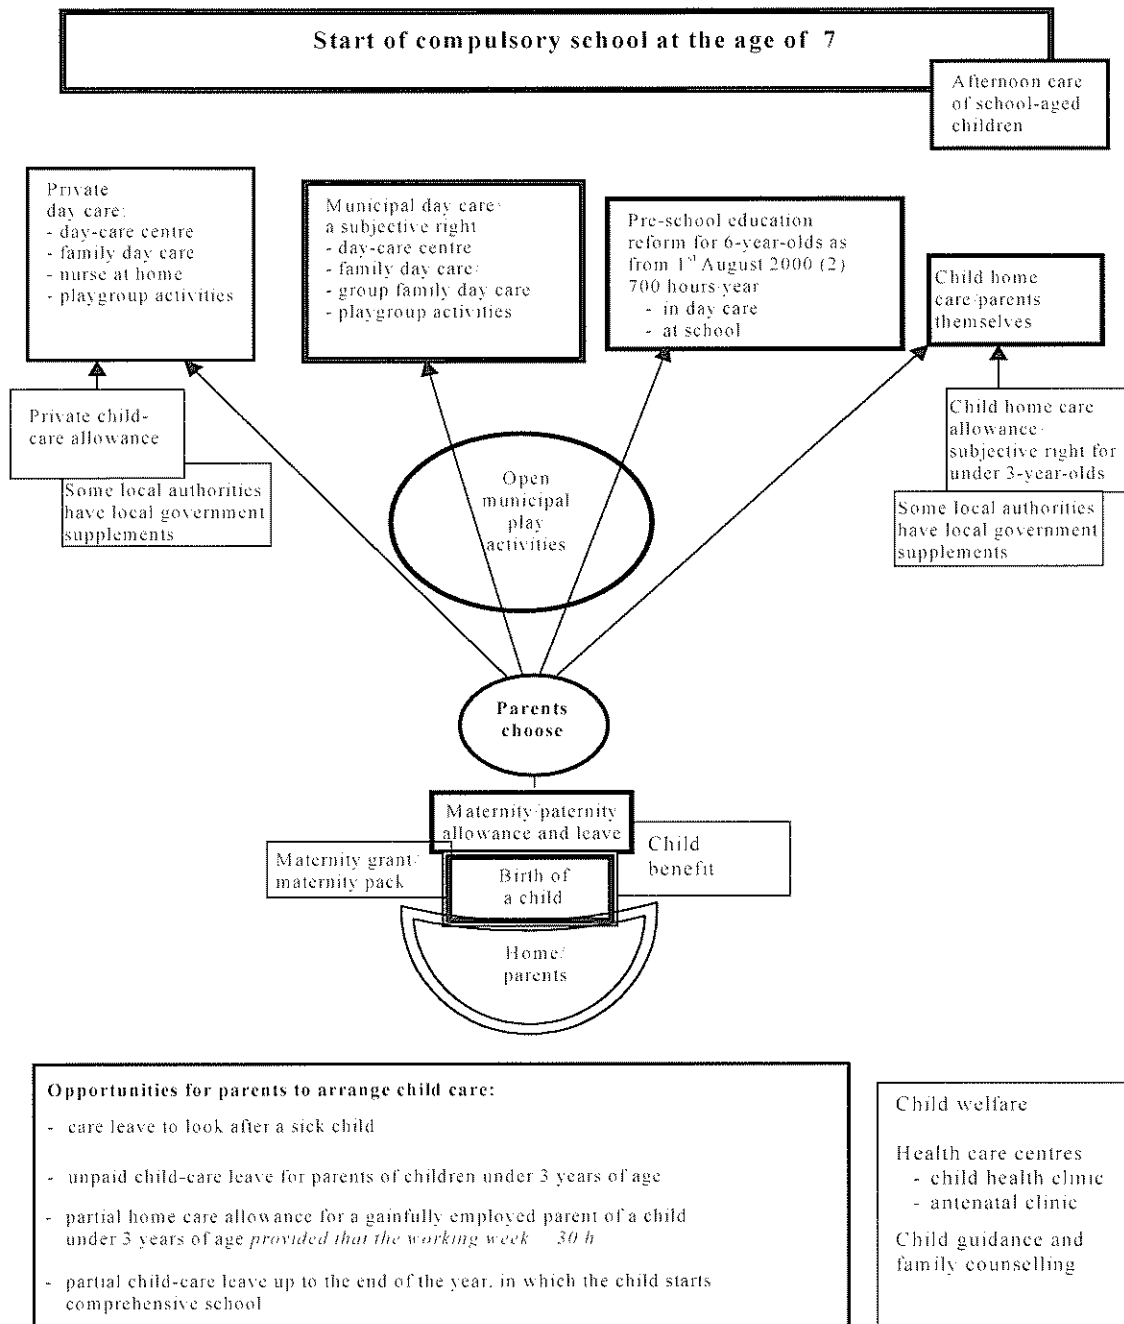 Start of compulsory school at the age of 7
Afternoon care
of school-aged
children
Private
day care:
- day-care centre
- family day care
- nurse at home
- playgroup activities
Municipal day care/
a subjective right
- day-care centre
- family day care/
- group family day care
- playgroup activities
Pre-school education
reform for 6-year-olds as
from 1st August 2000 (2)
700 hours/year
- in day care
- at school
Child home
care/parents
themselves
Private child-
care allowance
Some local authorities
have local government
supplements
Child home care
allowance/
subjective right for
under 3-year-olds
Some local authorities
have local government
supplements
Open
municipal
play
activities
Parents
choose
Maternity/paternity
allowance and leave
Maternity grant/
maternity pack
Child
benefit
Birth of
a child
Home/
parents
Opportunities for parents to arrange child care:
- care leave to look after a sick child
- unpaid child-care leave for parents of children under 3 years of age
- partial home care allowance for a gainfully employed parent of a child
under 3 years of age provided that the working week 30 h
- partial child-care leave up to the end of the year, in which the child starts
comprehensive school
Child welfare
Health care centres
- child health clinic
- antenatal clinic
Child guidance and
family counselling